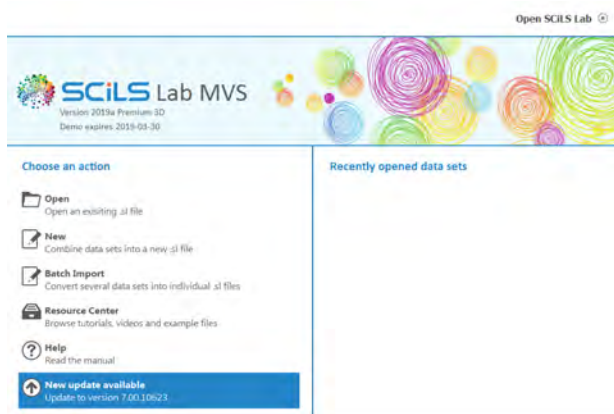 Open SCiLS Lab
SCiLS Lab MVS
Version 2019a Premium 3D
Demo expires 2019-03-30
Choose an action
Recently opened data sets
Open
Open an exisiting .sl file
New
Combine data sets into a new .sl file
Batch Import
Convert several data sets into individual .sl files
Resource Center
Browse tutorials, videos and example files
Help
Read the manual
New update available
Update to version 7.00.10623